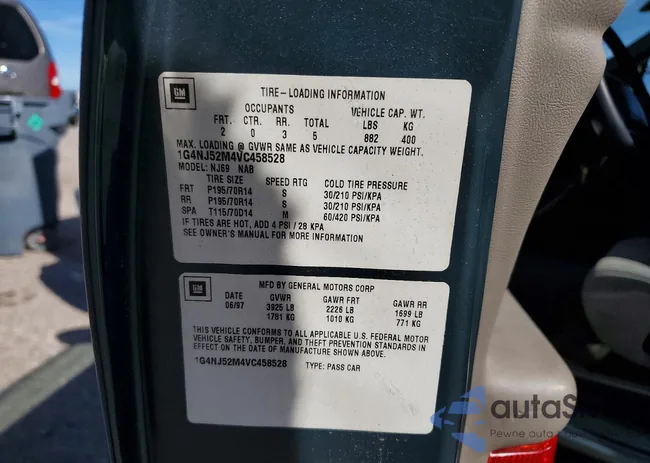 GM
TIRE-LOADING INFORMATION
OCCUPANTS VEHICLE CAP. WT.
FRT. CTR. RR. TOTAL LBS KG
2 0 3 5 882 400
MAX. LOADING @ GVWR SAME AS VEHICLE CAPACITY WEIGHT.
1G4NJ52M4VC458528
MODEL: NJ69 NAB
TIRE SIZE SPEED RTG COLD TIRE PRESSURE
FRT P195/70R14 S 30/210 PSI/KPA
RR P195/70R14 S 30/210 PSI/KPA
SPA T115/70D14 M 60/420 PSI/KPA
IF TIRES ARE HOT, ADD 4 PSI / 28 KPA
SEE OWNER'S MANUAL FOR MORE INFORMATION
GM
MFD BY GENERAL MOTORS CORP
DATE GVWR GAWR FRT GAWR RR
06/97 3925 LB 2226 LB 1699 LB
1781 KG 1010 KG 771 KG
THIS VEHICLE CONFORMS TO ALL APPLICABLE U.S. FEDERAL MOTOR
VEHICLE SAFETY, BUMPER, AND THEFT PREVENTION STANDARDS IN
EFFECT ON THE DATE OF MANUFACTURE SHOWN ABOVE.
1G4NJ52M4VC458528 TYPE: PASS CAR
Pewne auto